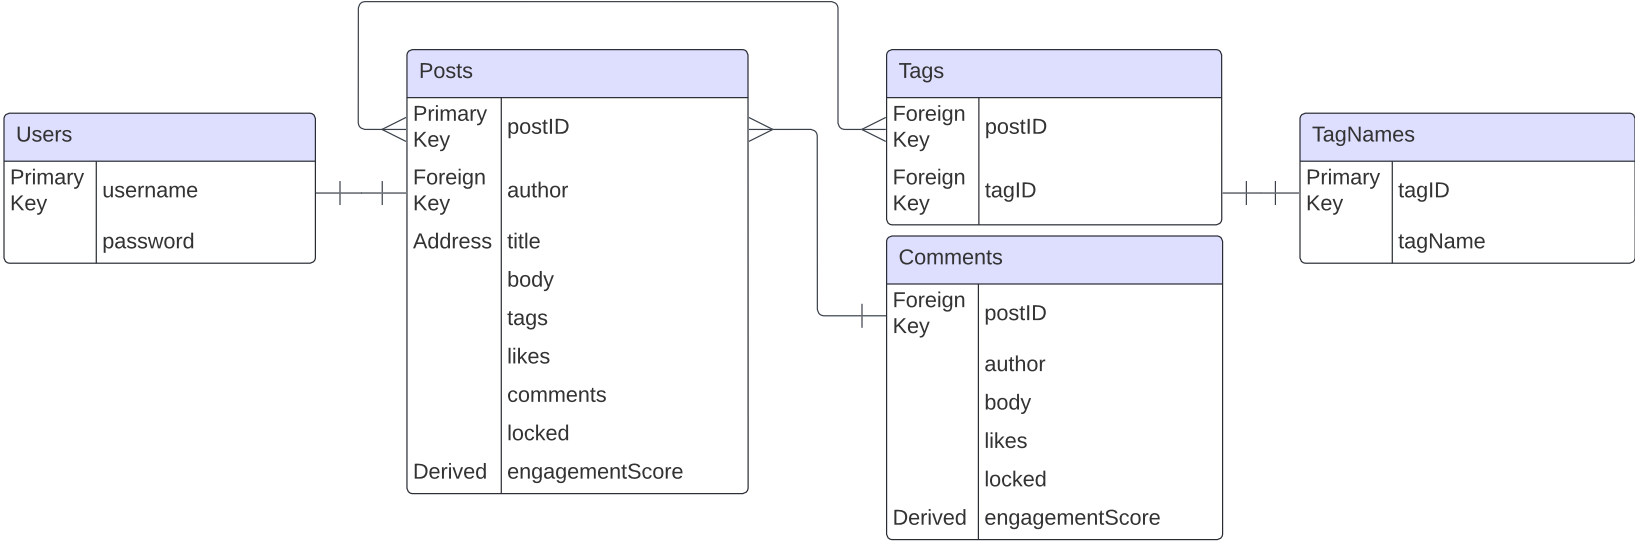 Users
Primary
Key
username
password
Posts
Primary
Key
postID
Foreign
Key
author
Address
title
body
tags
likes
comments
locked
Derived
engagementScore
Tags
Foreign
Key
postID
Foreign
Key
tagID
Comments
Foreign
Key
postID
author
body
likes
locked
Derived
engagementScore
TagNames
Primary
Key
tagID
tagName